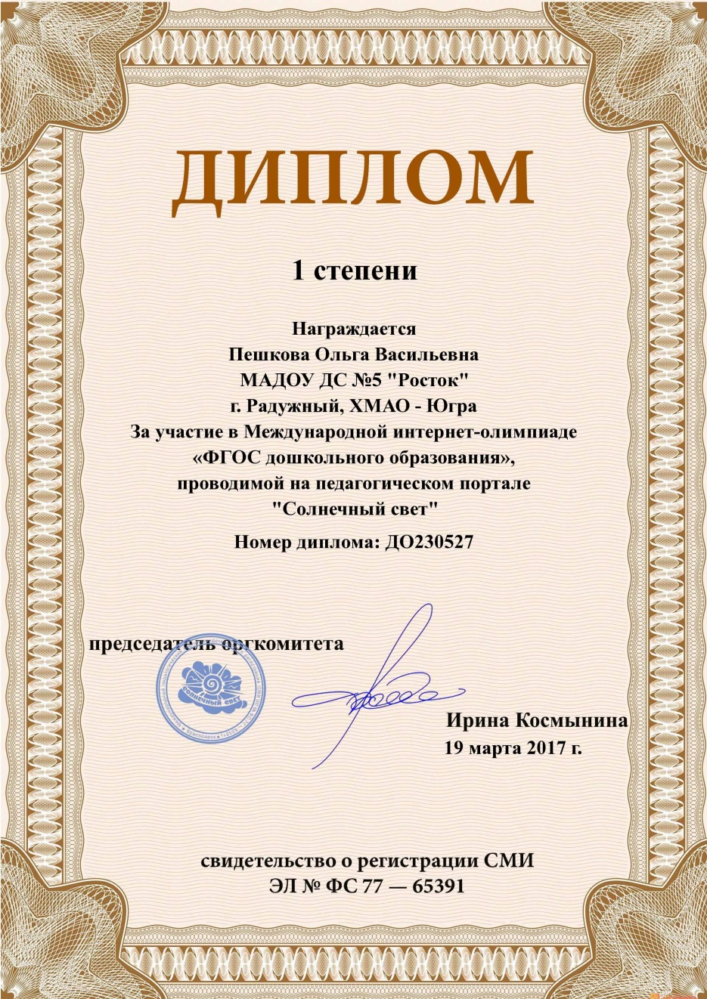 ДИПЛОМ
1 степени
Награждается
Пешкова Ольга Васильевна
МАДОУ ДС №5 "Росток"
г. Радужный, ХМАО - Югра
За участие в Международной интернет-олимпиаде
«ФГОС дошкольного образования»,
проводимой на педагогическом портале
"Солнечный свет"
Номер диплома: ДО230527
председатель оргкомитета
СОЛНЕЧНЫЙ СВЕТ
Красноярск
Ирина Космынина
19 марта 2017 г.
свидетельство о регистрации СМИ
ЭЛ № ФС 77 — 65391